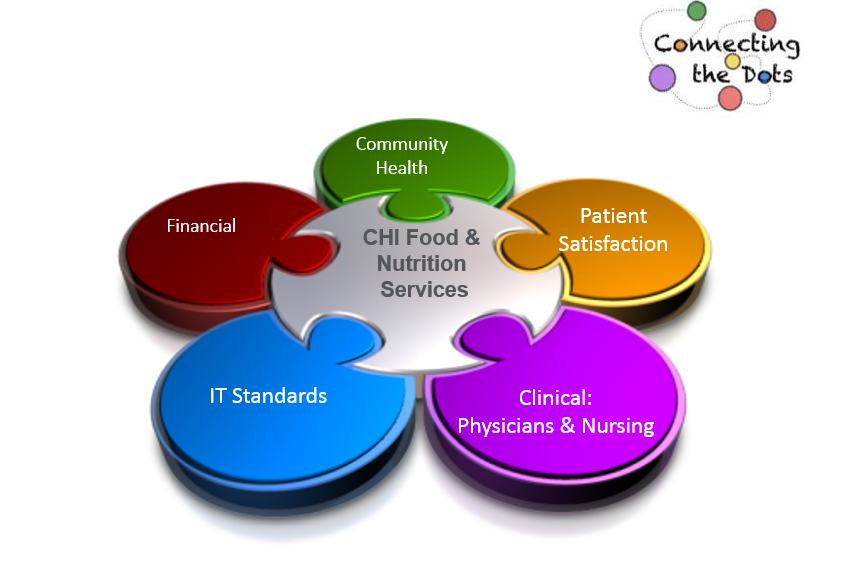 Connecting
the Dots
Community
Health
Financial
Patient
Satisfaction
CHI Food &
Nutrition
Services
IT Standards
Clinical:
Physicians & Nursing